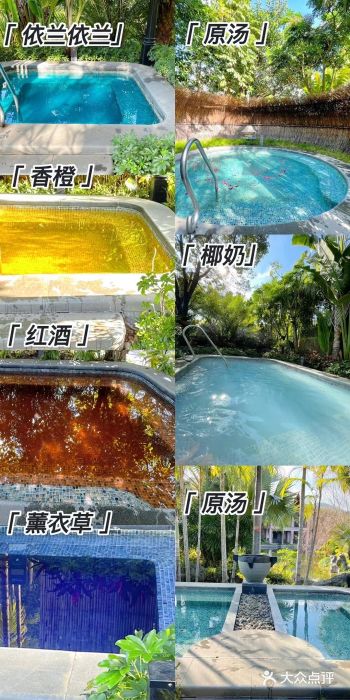 「 依兰依兰」
「 香橙 」
「 红酒 」
「 薰衣草 」
「 原汤 」
「 椰奶 」
「 原汤 」
大众点评